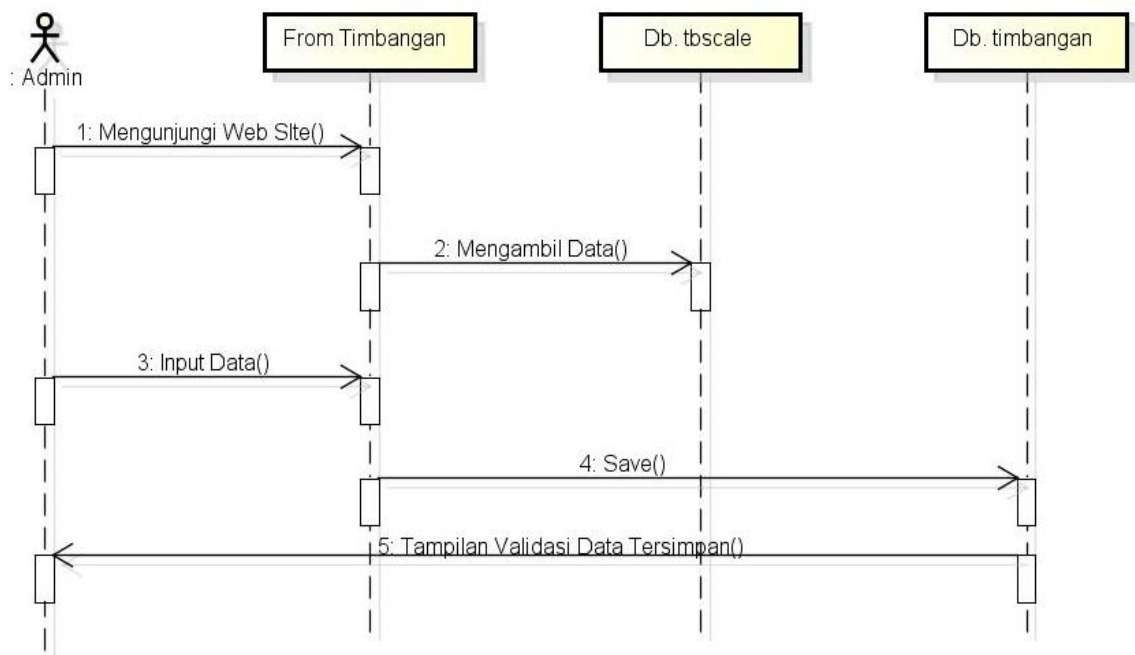 From Timbangan
Db. tbscale
Db. timbangan
: Admin
1: Mengunjungi Web SIte()
2: Mengambil Data()
3: Input Data()
4: Save()
5: Tampilan Validasi Data Tersimpan()